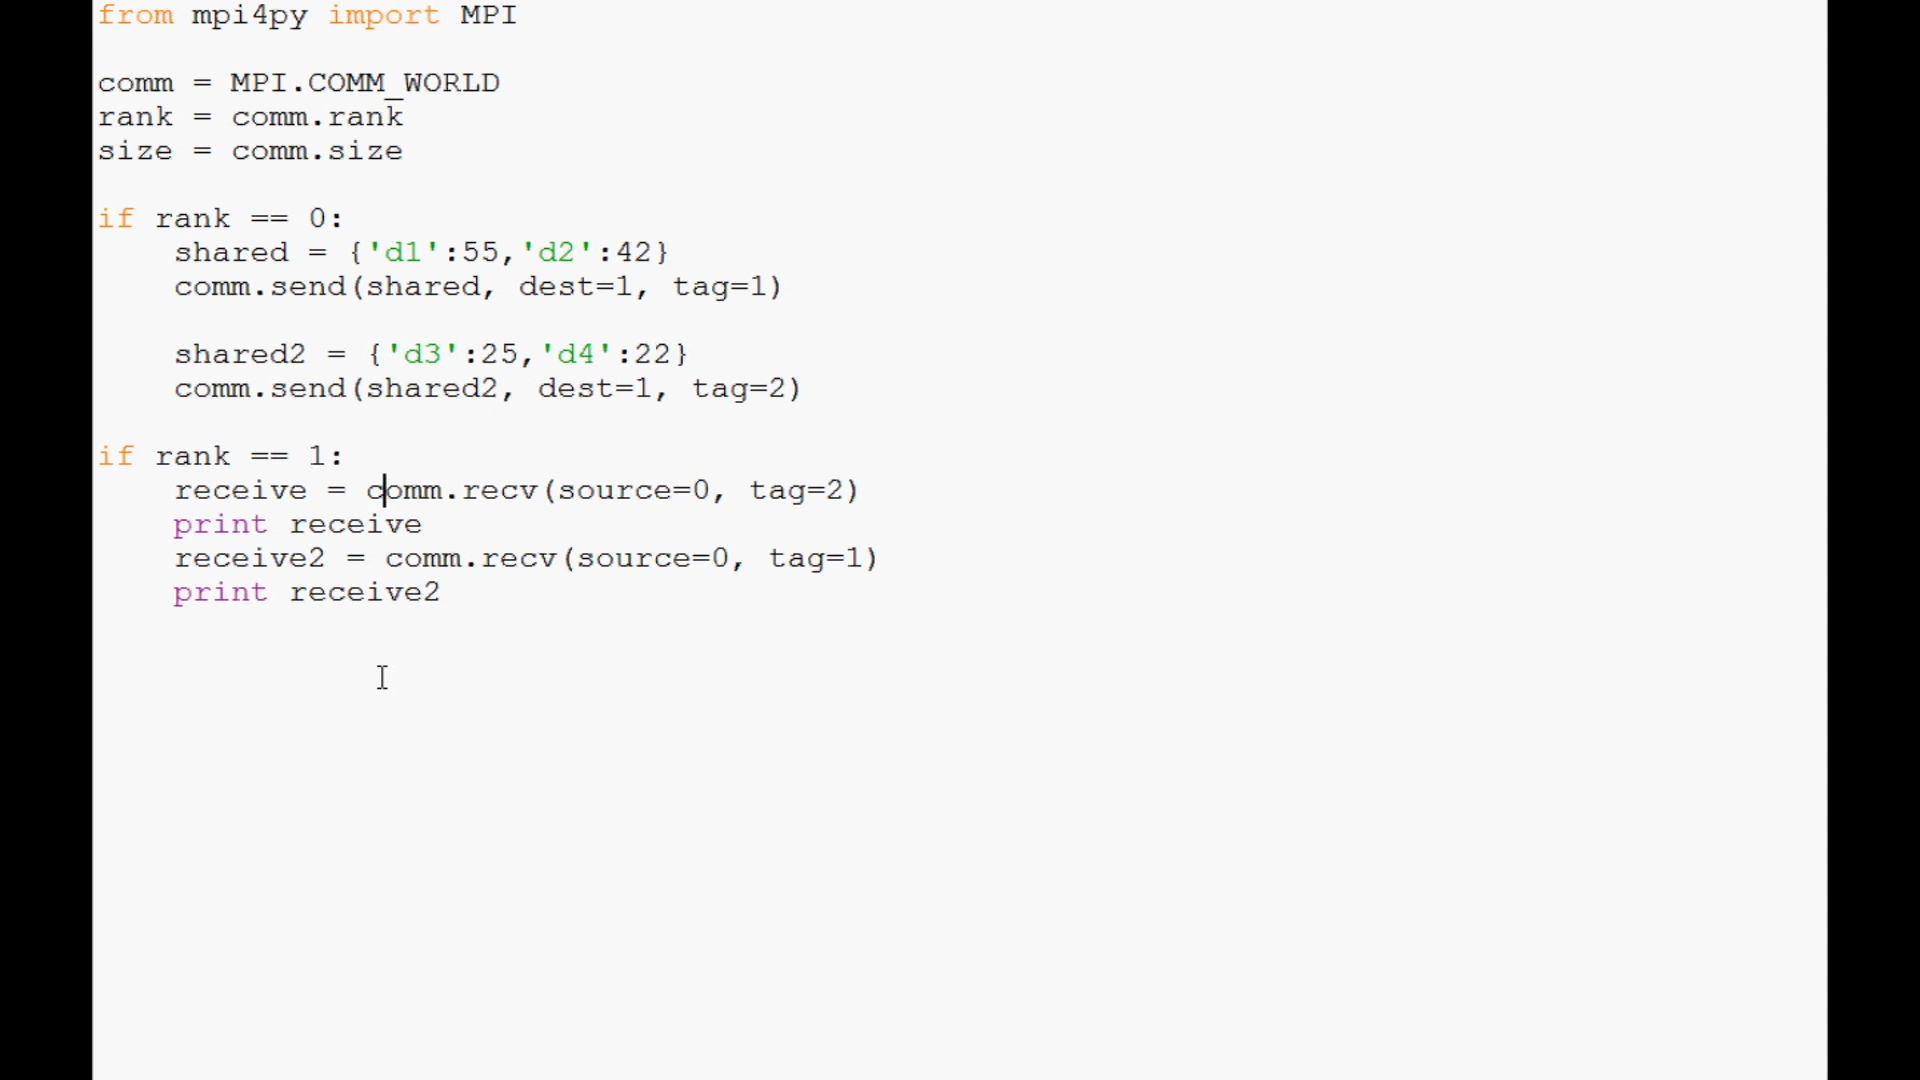 from mpi4py import MPI
comm = MPI.COMM_WORLD
rank = comm.rank
size = comm.size
if rank == 0:
    shared = {'d1':55,'d2':42}
    comm.send(shared, dest=1, tag=1)
    shared2 = {'d3':25,'d4':22}
    comm.send(shared2, dest=1, tag=2)
if rank == 1:
    receive = comm.recv(source=0, tag=2)
    print receive
    receive2 = comm.recv(source=0, tag=1)
    print receive2